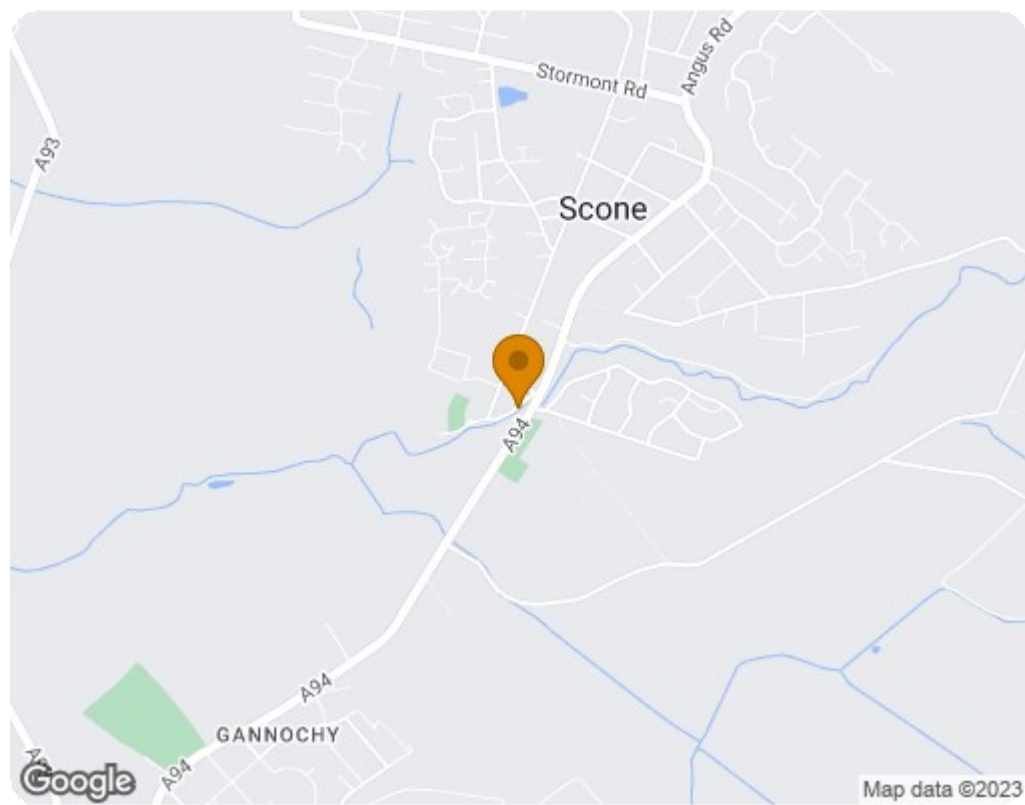 Stormont Rd
Angus Rd
A93
Scone
A94
A94
GANNOCHY
A94
Google
Map data ©2023